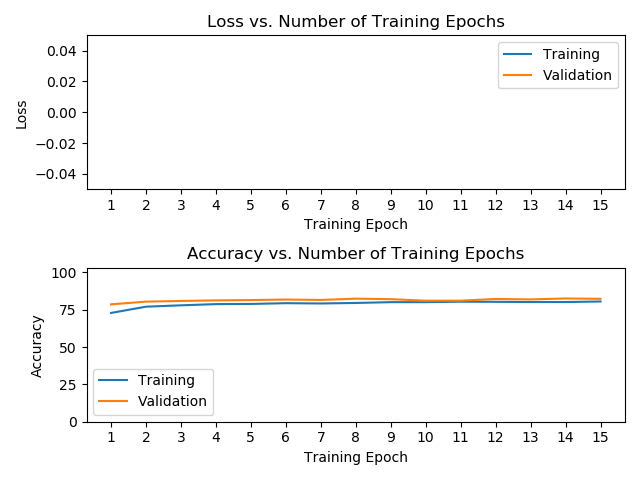 Loss vs. Number of Training Epochs
0.04
0.02
0.00
−0.02
−0.04
Loss
Training
Validation
1 2 3 4 5 6 7 8 9 10 11 12 13 14 15
Training Epoch
Accuracy vs. Number of Training Epochs
100
75
50
25
0
Accuracy
Training
Validation
1 2 3 4 5 6 7 8 9 10 11 12 13 14 15
Training Epoch